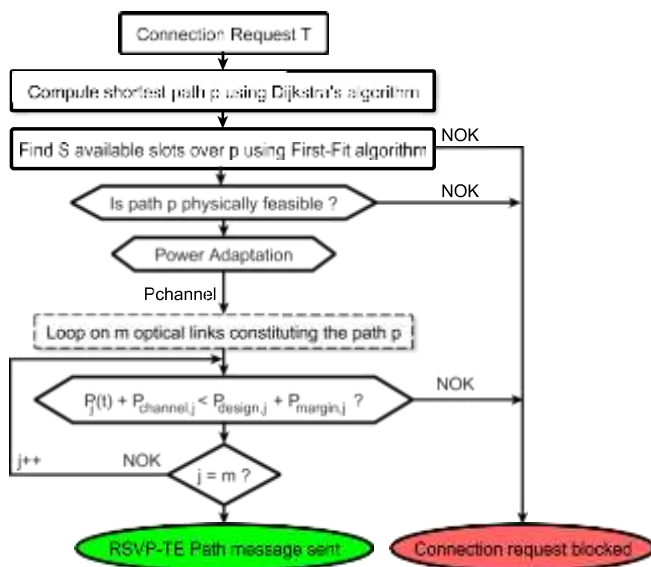 Connection Request T
Compute shortest path p using Dijkstra's algorithm
Find S available slots over p using First-Fit algorithm
NOK
Is path p physically feasible ?
NOK
Power Adaptation
Pchannel
Loop on m optical links constituting the path p
Pj(t) + Pchannel,j < Pdesign,j + Pmargin,j ?
NOK
j++
NOK
j = m ?
RSVP-TE Path message sent
Connection request blocked